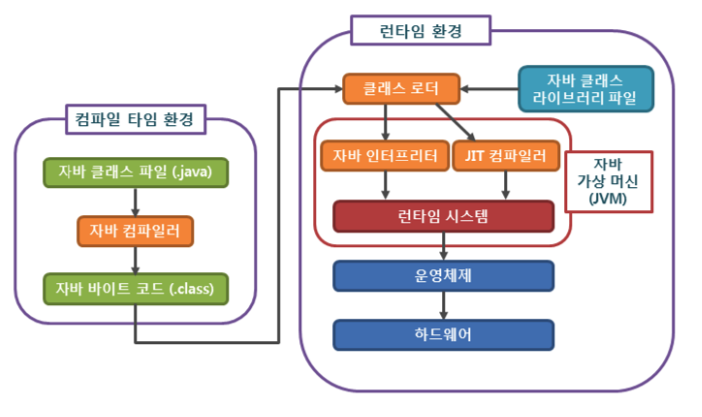 런타임 환경
클래스 로더
자바 클래스
라이브러리 파일
컴파일 타임 환경
자바 클래스 파일 (.java)
자바 컴파일러
자바 바이트 코드 (.class)
자바 인터프리터
JIT 컴파일러
자바
가상 머신
(JVM)
런타임 시스템
운영체제
하드웨어